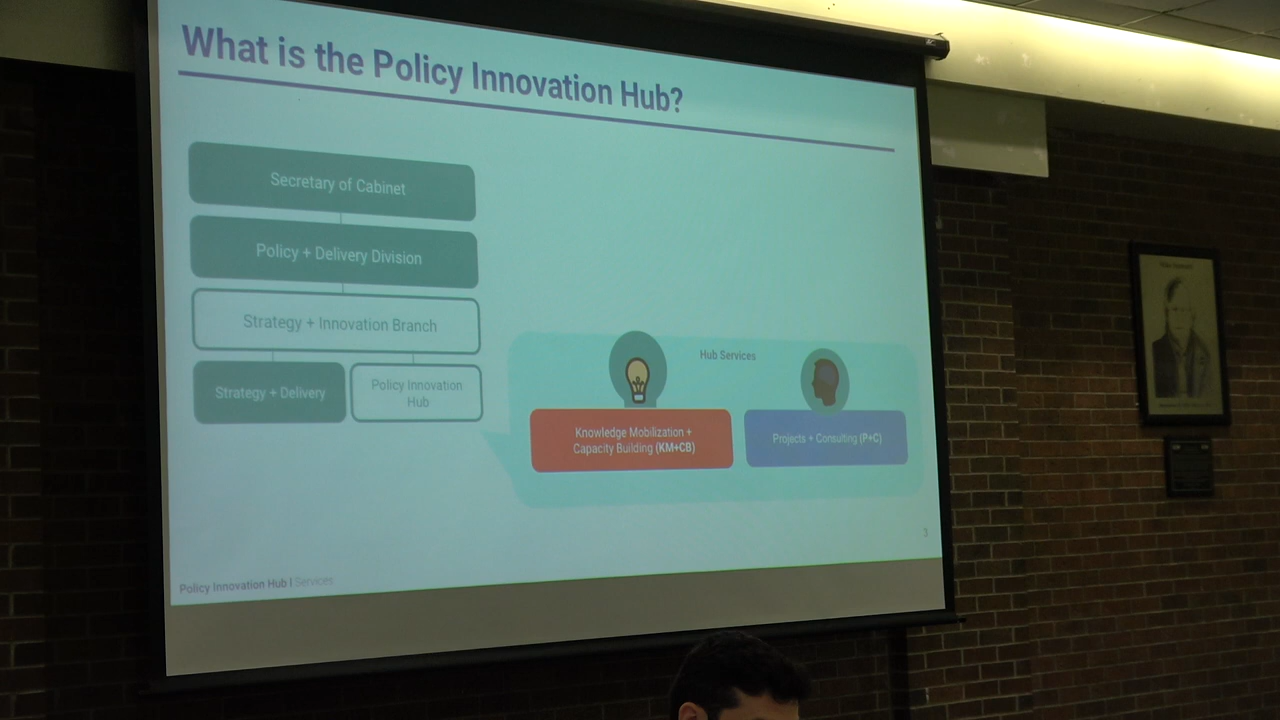 What is the Policy Innovation Hub?
Secretary of Cabinet
Policy + Delivery Division
Strategy + Innovation Branch
Strategy + Delivery
Policy Innovation
Hub
Hub Services
Knowledge Mobilization +
Capacity Building (KM+CB)
Projects + Consulting (P+C)
3
Policy Innovation Hub | Services